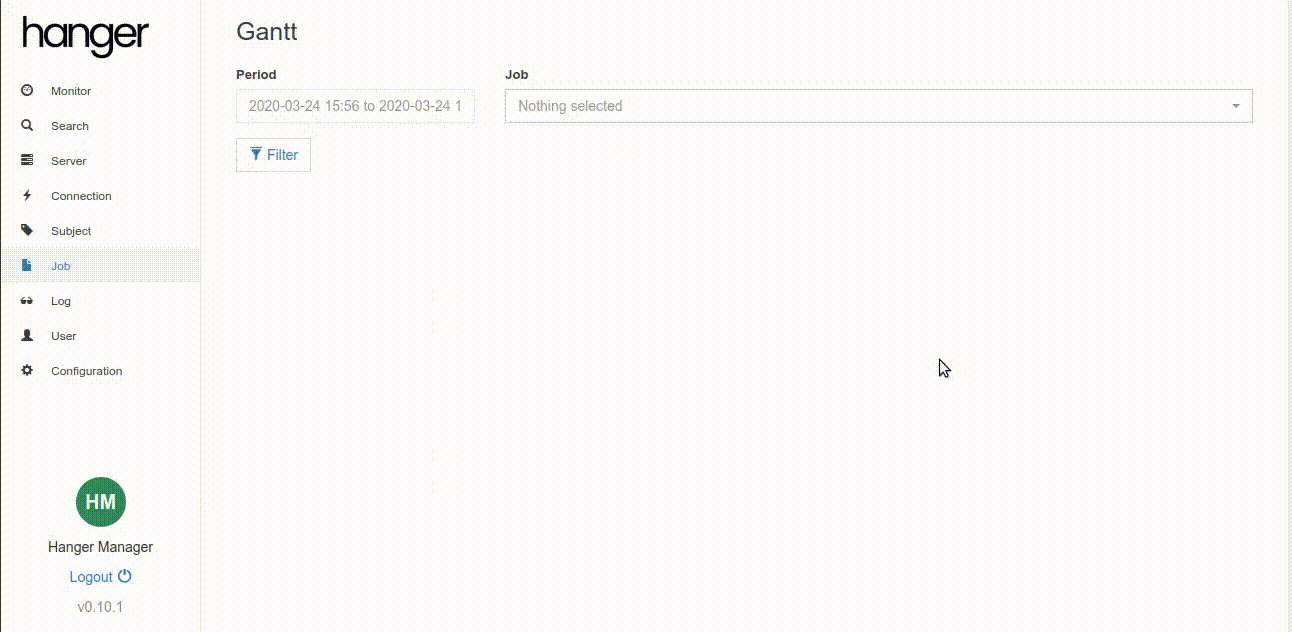 hanger
Monitor
Search
Server
Connection
Subject
Job
Log
User
Configuration
HM
Hanger Manager
Logout
v0.10.1
Gantt
Period
2020-03-24 15:56 to 2020-03-24 1
Job
Nothing selected
Filter